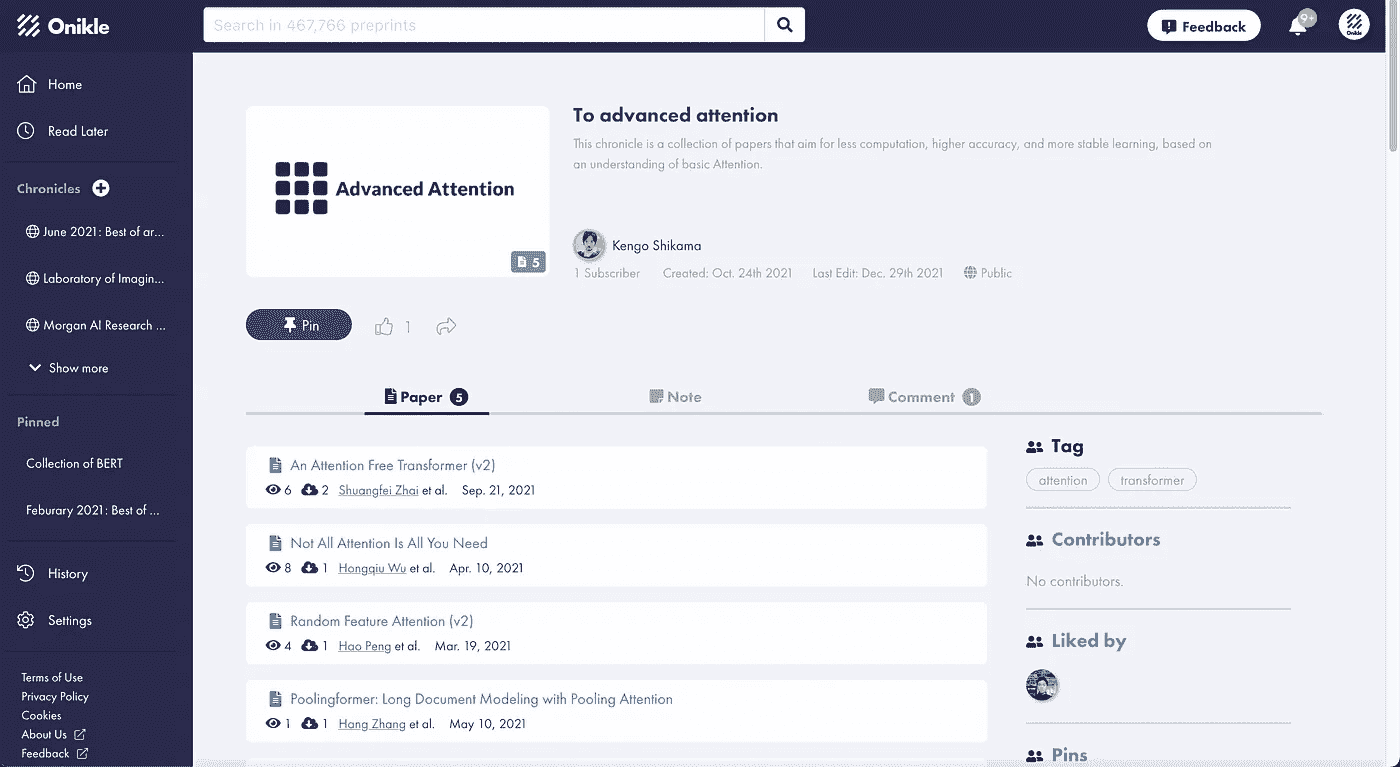 Onikle
Search in 467,766 preprints
Feedback
9+
Onikle
Home
Read Later
Chronicles
June 2021: Best of ar...
Laboratory of Imagin...
Morgan AI Research ...
Show more
Pinned
Collection of BERT
Feburary 2021: Best of ...
History
Settings
Terms of Use
Privacy Policy
Cookies
About Us
Feedback
Advanced Attention
5
To advanced attention
This chronicle is a collection of papers that aim for less computation, higher accuracy, and more stable learning, based on
an understanding of basic Attention.
Kengo Shikama
1 Subscriber Created: Oct. 24th 2021 Last Edit: Dec. 29th 2021 Public
Pin 1
Paper 5 Note Comment 1
An Attention Free Transformer (v2)
6 2 Shuangfei Zhai et al. Sep. 21, 2021
Not All Attention Is All You Need
8 1 Hongqiu Wu et al. Apr. 10, 2021
Random Feature Attention (v2)
4 1 Hao Peng et al. Mar. 19, 2021
Poolingformer: Long Document Modeling with Pooling Attention
1 1 Hang Zhang et al. May 10, 2021
Tag
attention transformer
Contributors
No contributors.
Liked by
Pins